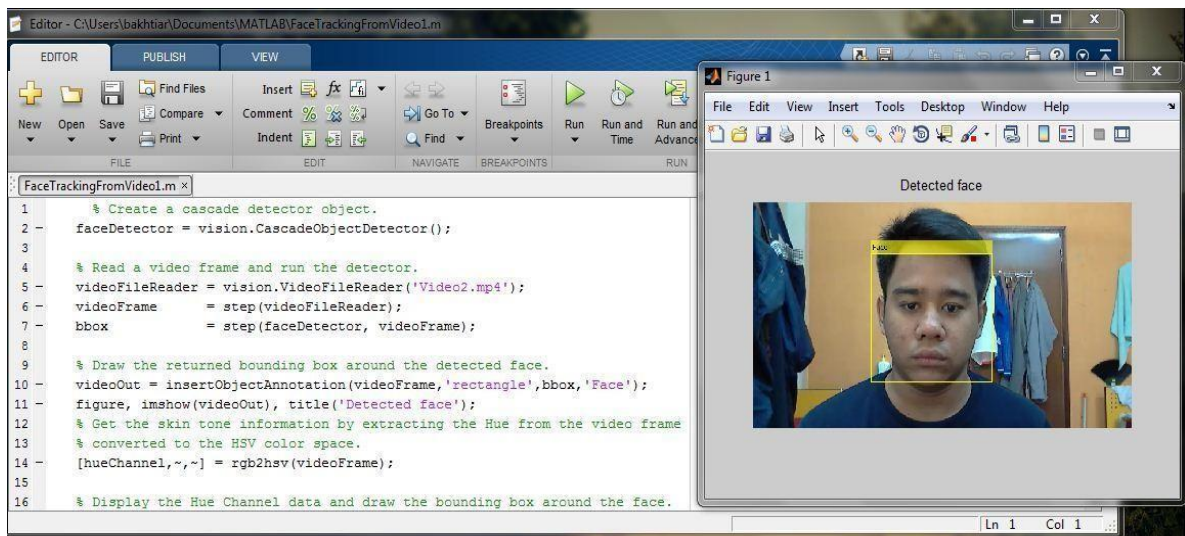 Editor - C:\Users\bakhtiar\Documents\MATLAB\FaceTrackingFromVideo1.m
EDITOR PUBLISH VIEW
New Open Save
Find Files
Compare
Print
FILE
Insert fx
Comment
Indent
EDIT
Go To
Find
NAVIGATE
Breakpoints
BREAKPOINTS
Run
Run and
Time
Run and
Advance
RUN
FaceTrackingFromVideo1.m ×
1 % Create a cascade detector object.
2 – faceDetector = vision.CascadeObjectDetector();
3
4 % Read a video frame and run the detector.
5 – videoFileReader = vision.VideoFileReader('Video2.mp4');
6 – videoFrame = step(videoFileReader);
7 – bbox = step(faceDetector, videoFrame);
8
9 % Draw the returned bounding box around the detected face.
10 – videoOut = insertObjectAnnotation(videoFrame,'rectangle',bbox,'Face');
11 – figure, imshow(videoOut), title('Detected face');
12 % Get the skin tone information by extracting the Hue from the video frame
13 % converted to the HSV color space.
14 – [hueChannel,~,~] = rgb2hsv(videoFrame);
15
16 % Display the Hue Channel data and draw the bounding box around the face.
Ln 1 Col 1
Figure 1
File Edit View Insert Tools Desktop Window Help
Detected face
Face